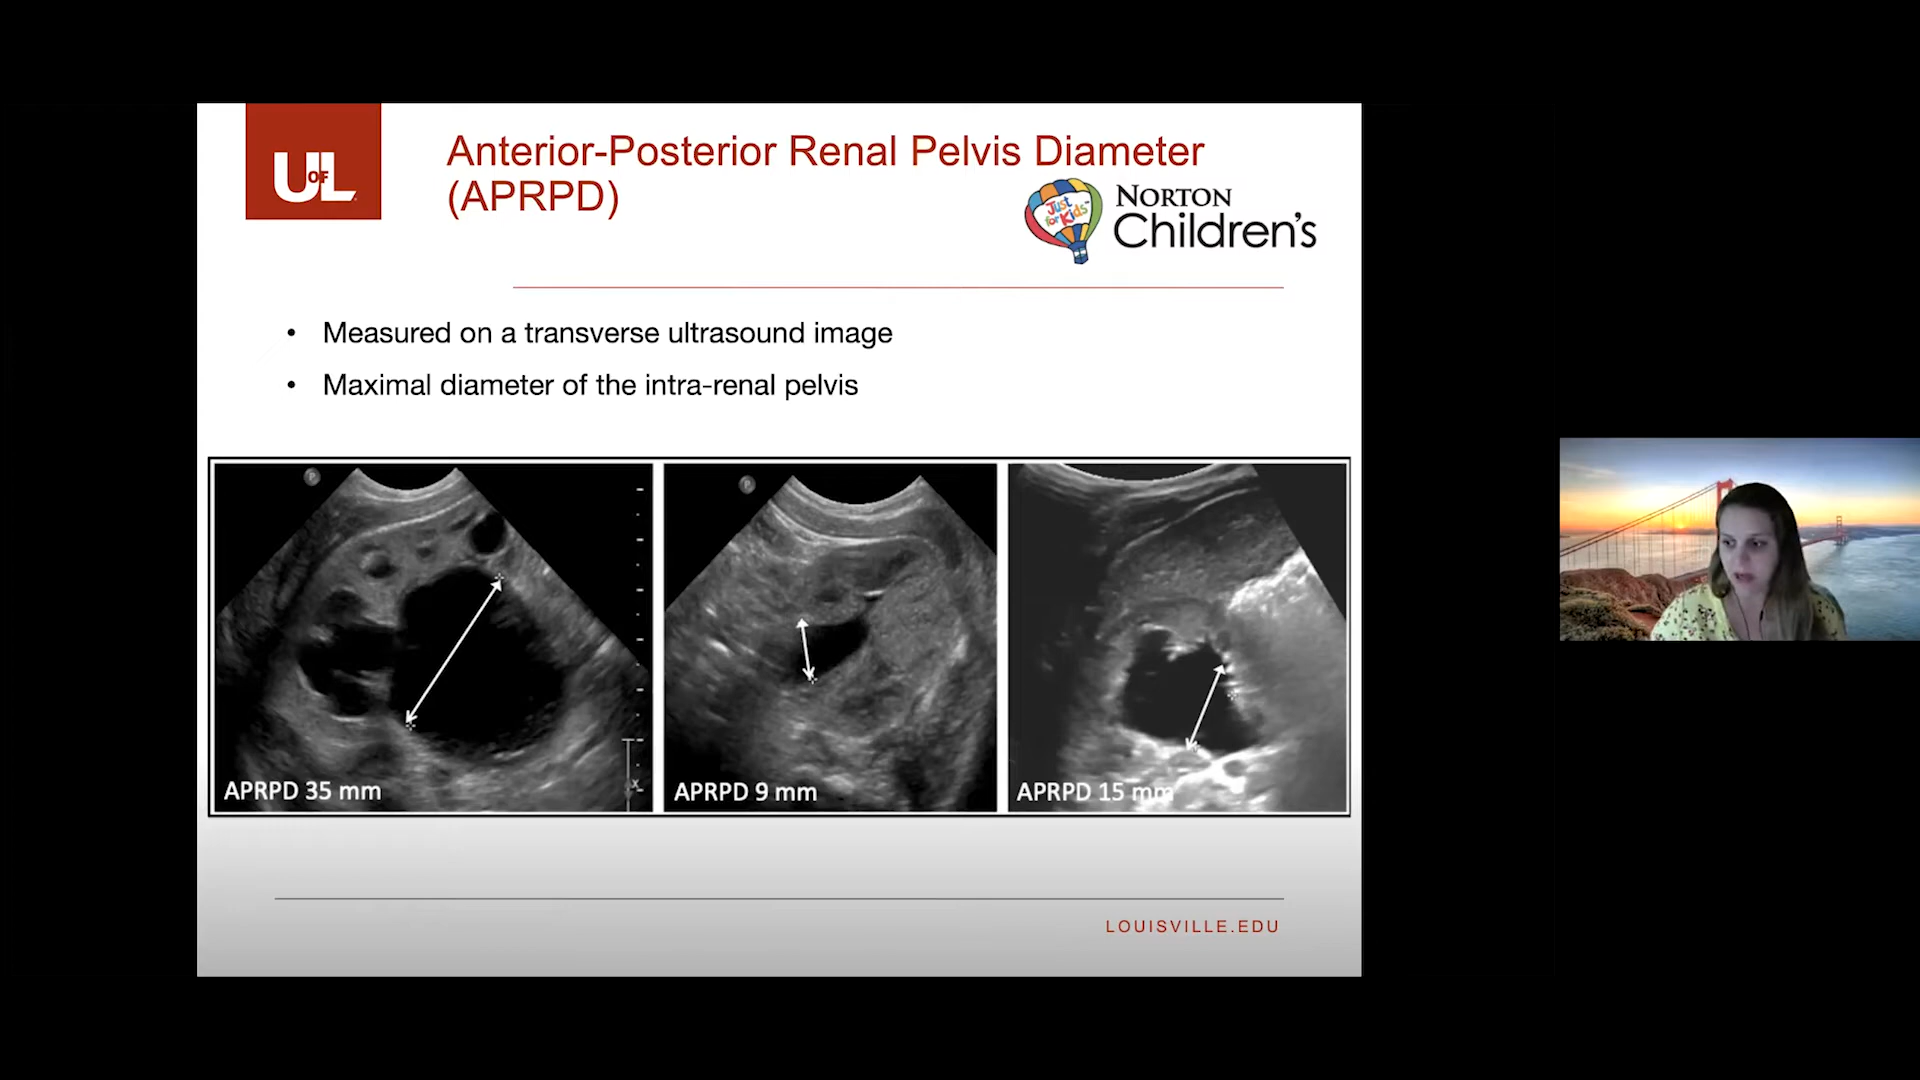 UL
OF
Anterior-Posterior Renal Pelvis Diameter
(APRPD)
Just
for Kids
NORTON
Children's
• Measured on a transverse ultrasound image
• Maximal diameter of the intra-renal pelvis
P
P
APRPD 35 mm
X
APRPD 9 mm
APRPD 15 mm
LOUISVILLE.EDU